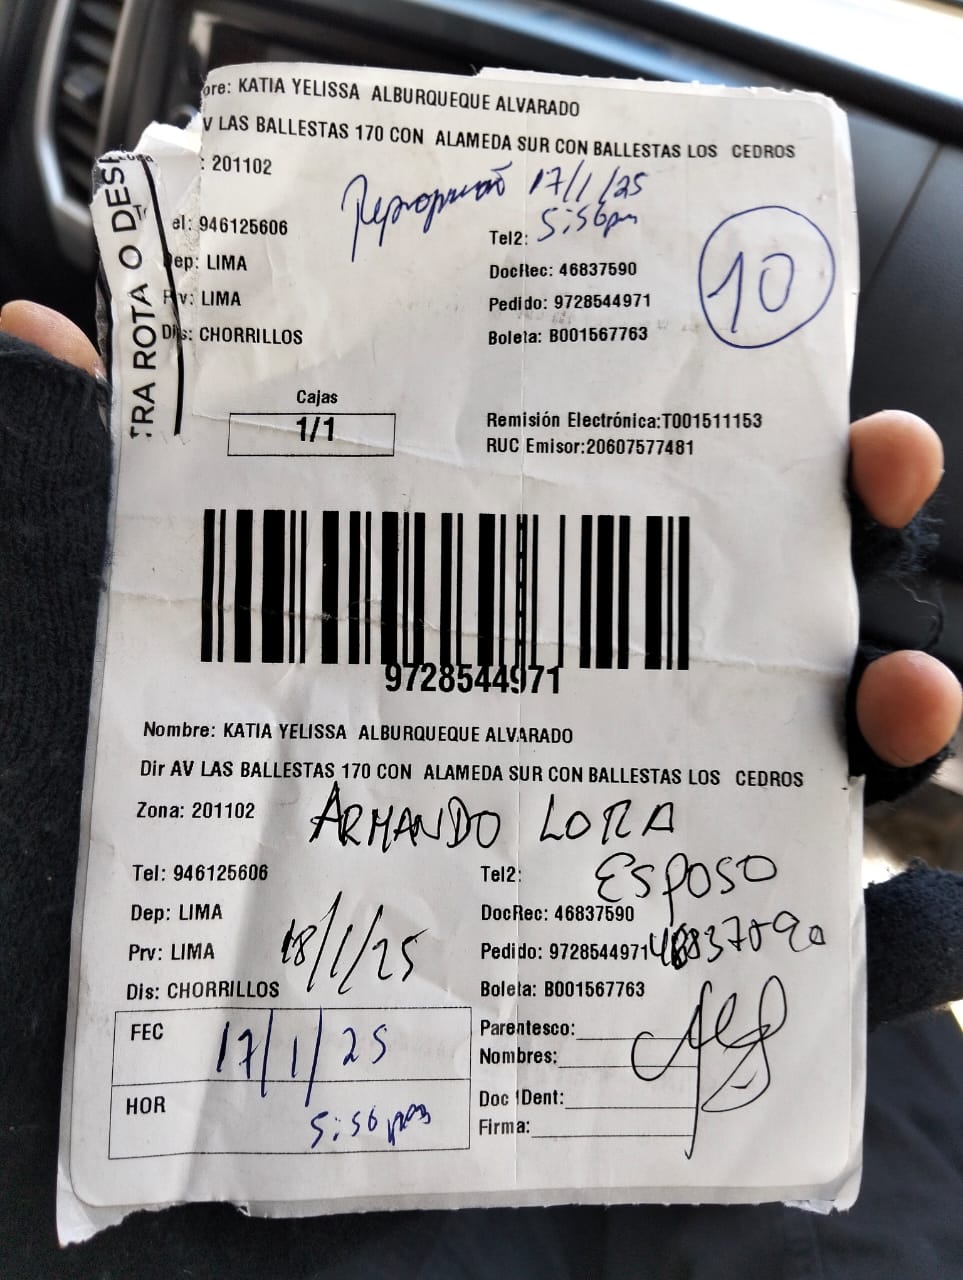 ore: KATIA YELISSA ALBURQUEQUE ALVARADO
V LAS BALLESTAS 170 CON ALAMEDA SUR CON BALLESTAS LOS CEDROS
: 201102
17/1/25
5:56pm
el: 946125606
Tel2:
ep: LIMA
DocRec: 46837590
10
v: LIMA
Pedido: 9728544971
Dis: CHORRILLOS
Boleta: B001567763
TRA ROTA O DES
Cajas
1/1
Remisión Electrónica:T001511153
RUC Emisor:20607577481
9728544971
Nombre: KATIA YELISSA ALBURQUEQUE ALVARADO
Dir AV LAS BALLESTAS 170 CON ALAMEDA SUR CON BALLESTAS LOS CEDROS
Zona: 201102
ARMANDO LORA
Tel: 946125606
Tel2:
ESPOSO
Dep: LIMA
DocRec: 46837590
Prv: LIMA
18/1/25
Pedido: 9728544971
Dis: CHORRILLOS
Boleta: B001567763
FEC
17/1/25
Parentesco:
Nombres:
HOR
5:56 pm
Doc Ident:
Firma: